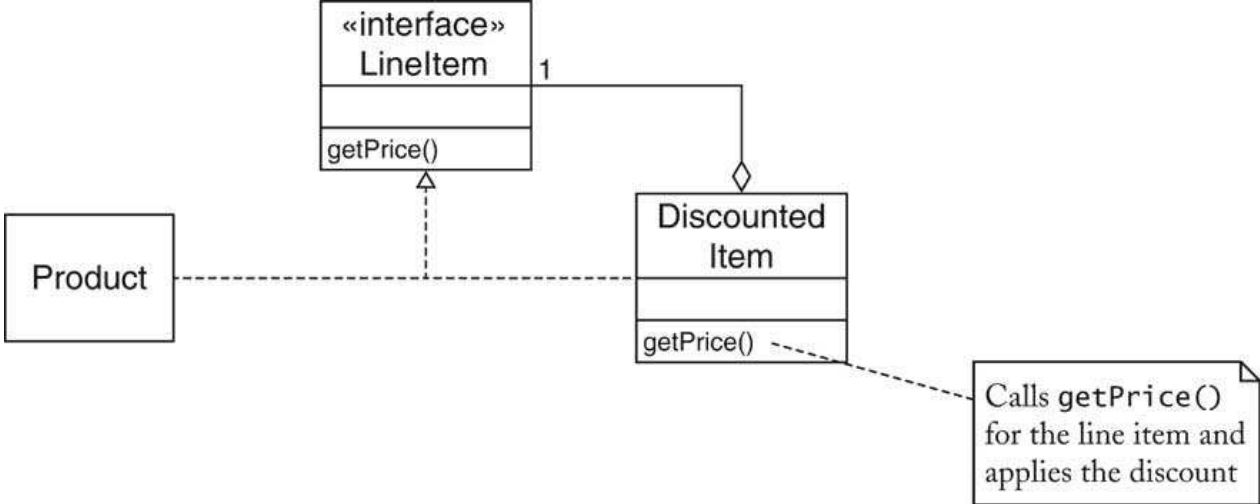 «interface»
LineItem
1
getPrice()
Product
Discounted
Item
getPrice()
Calls getPrice()
for the line item and
applies the discount